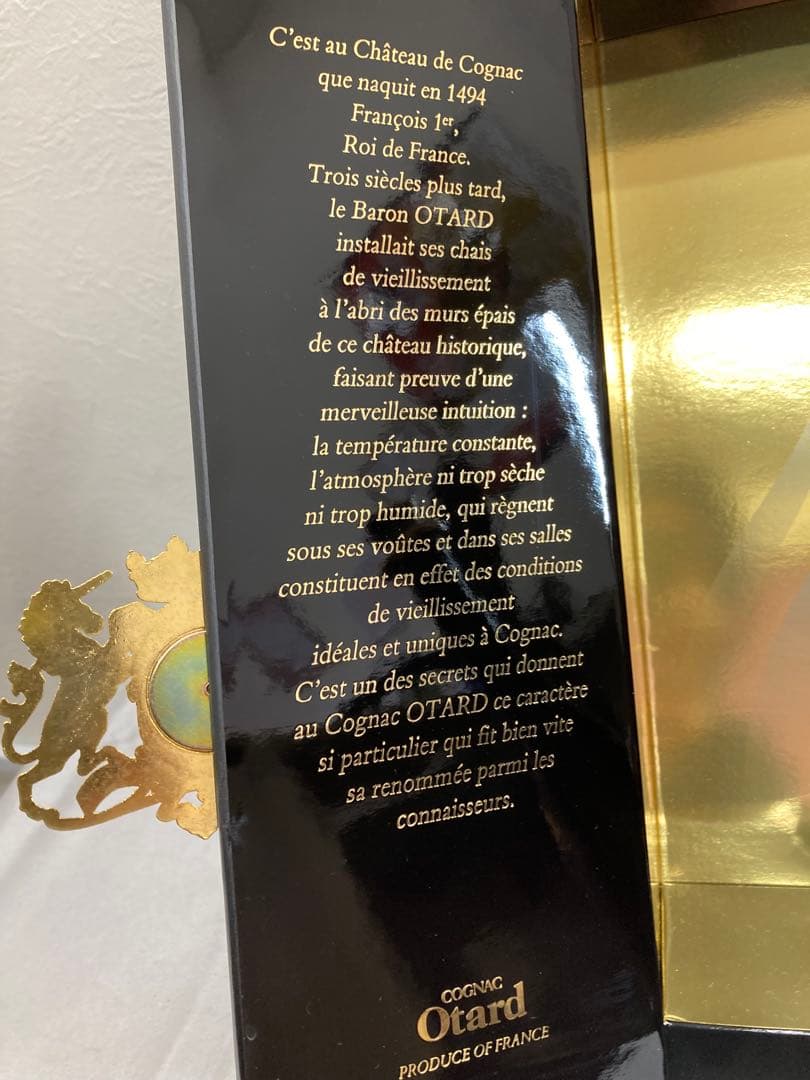 C'est au Château de Cognac
que naquit en 1494
François 1er,
Roi de France.
Trois siècles plus tard,
le Baron OTARD
installait ses chais
de vieillissement
à l'abri des murs épais
de ce château historique,
faisant preuve d'une
merveilleuse intuition :
la température constante,
l'atmosphère ni trop sèche
ni trop humide, qui règnent
sous ses voûtes et dans ses salles
constituent en effet des conditions
de vieillissement
idéales et uniques à Cognac.
C'est un des secrets qui donnent
au Cognac OTARD ce caractère
si particulier qui fit bien vite
sa renommée parmi les
connaisseurs.
COGNAC
Otard
PRODUCE OF FRANCE